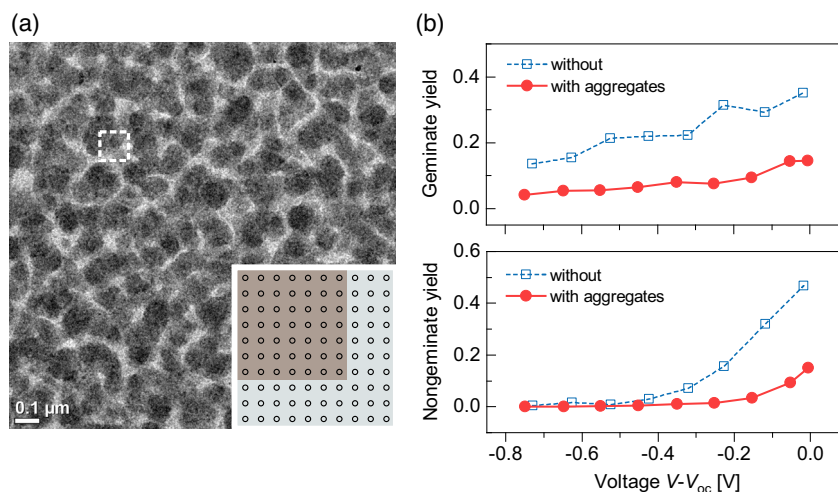 (a)
0.1 μm
(b)
Geminate yield
0.4
0.2
0.0
without
with aggregates
Nongeminate yield
0.6
0.4
0.2
0.0
without
with aggregates
-0.8 -0.6 -0.4 -0.2 0.0
Voltage V-Voc [V]